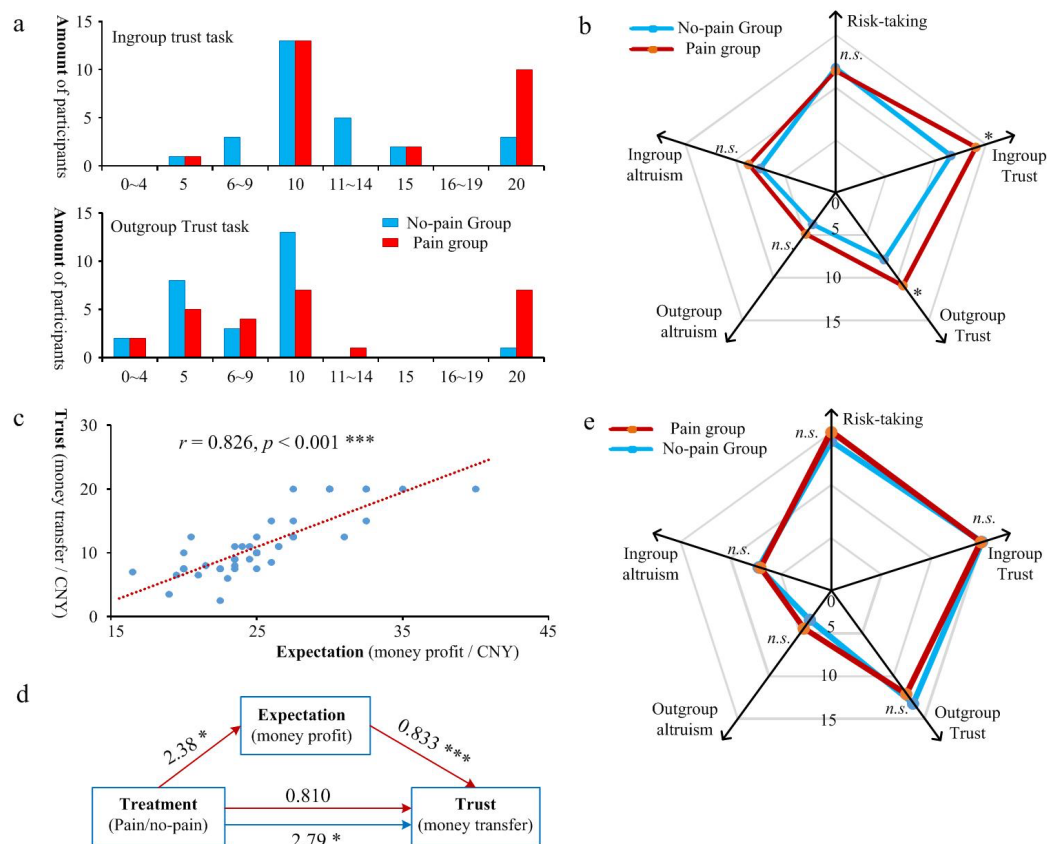 a
Amount of participants
15
10
5
0
Ingroup trust task
0~4 5 6~9 10 11~14 15 16~19 20
Amount of participants
15
10
5
0
Outgroup Trust task
No-pain Group
Pain group
0~4 5 6~9 10 11~14 15 16~19 20
b
No-pain Group
Pain group
Risk-taking
n.s.
*
Ingroup
Trust
n.s.
Ingroup
altruism
0
5
10
15
n.s.
*
Outgroup
altruism
Outgroup
Trust
c
Trust (money
transfer / CNY)
30
20
10
0
r = 0.826, p < 0.001 ***
15 25 35 45
Expectation (money profit / CNY)
d
Expectation
(money profit)
2.38 *
0.833 ***
Treatment
(Pain/no-pain)
0.810
2.79 *
Trust
(money transfer)
e
Pain group
No-pain Group
Risk-taking
n.s.
n.s.
Ingroup
Trust
n.s.
Ingroup
altruism
0
5
10
15
n.s.
n.s.
Outgroup
altruism
Outgroup
Trust